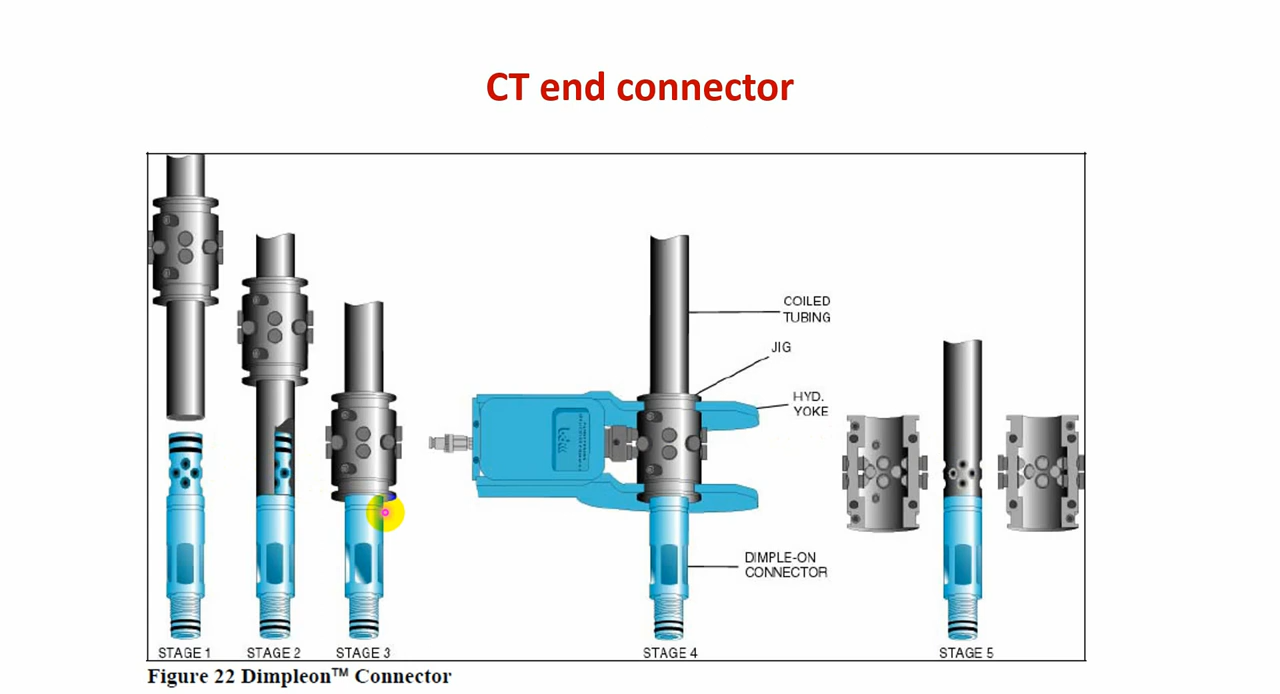 CT end connector
COILED
TUBING
JIG
HYD.
YOKE
DIMPLE-ON
CONNECTOR
STAGE 1
STAGE 2
STAGE 3
STAGE 4
STAGE 5
Figure 22 Dimpleon™ Connector